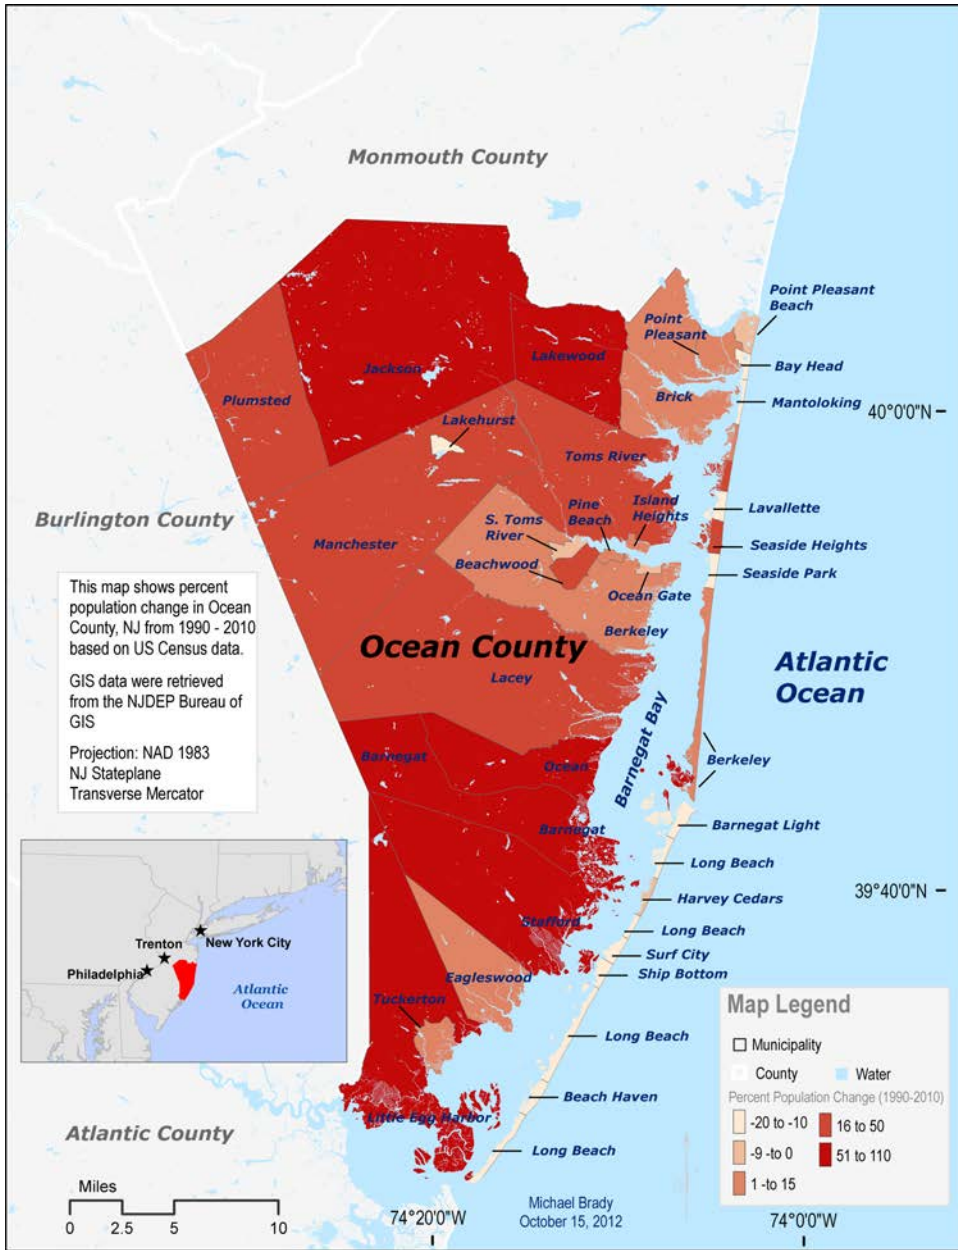 Monmouth County
Point Pleasant
Beach
Point
Pleasant
Bay Head
Lakewood
Jackson
Plumsted
Brick
Mantoloking
40°0'0"N
Lakehurst
Toms River
Burlington County
S. Toms
River
Pine
Beach
Island
Heights
Lavallette
Manchester
Seaside Heights
Beachwood
Seaside Park
Ocean Gate
Berkeley
This map shows percent
population change in Ocean
County, NJ from 1990 - 2010
based on US Census data.
GIS data were retrieved
from the NJDEP Bureau of
GIS
Projection: NAD 1983
NJ Stateplane
Transverse Mercator
Ocean County
Lacey
Atlantic
Ocean
Barnegat Bay
Barnegat
Ocean
Berkeley
Barnegat
Barnegat Light
Long Beach
39°40'0"N
Harvey Cedars
Stafford
Long Beach
Surf City
Ship Bottom
Eagleswood
Tuckerton
Long Beach
Beach Haven
Little Egg Harbor
Long Beach
New York City
Trenton
Philadelphia
Atlantic
Ocean
Atlantic County
Map Legend
Municipality
County
Water
Percent Population Change (1990-2010)
-20 to -10
16 to 50
-9 -to 0
51 to 110
1 -to 15
Miles
0 2.5 5 10
74°20'0"W
Michael Brady
October 15, 2012
74°0'0"W